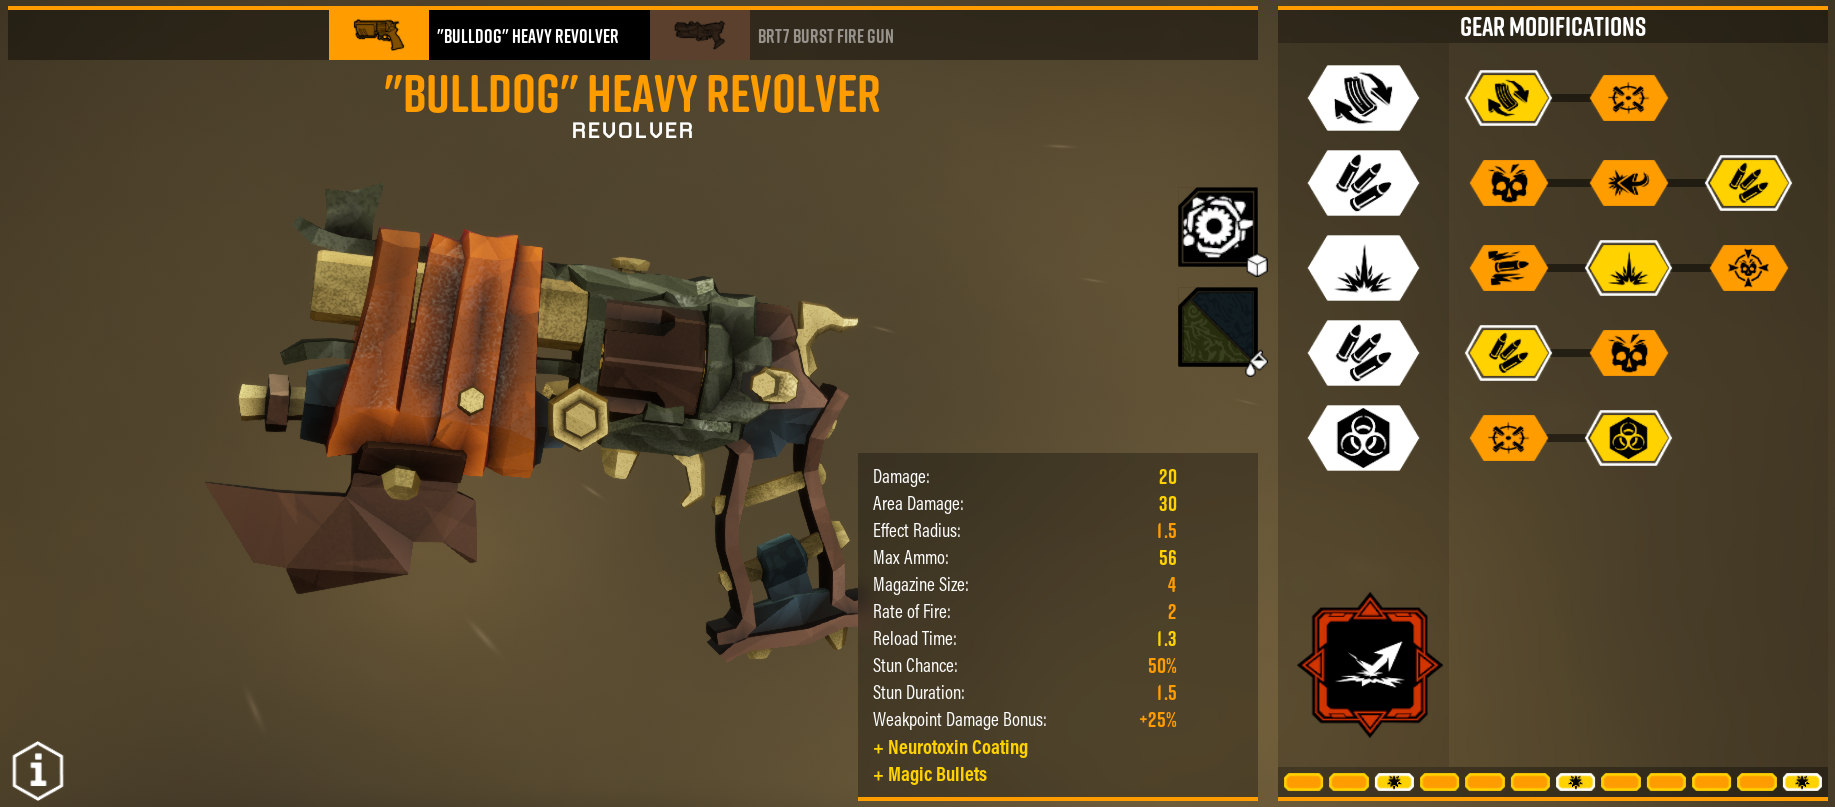 "BULLDOG" HEAVY REVOLVER
BRT7 BURST FIRE GUN
GEAR MODIFICATIONS
"BULLDOG" HEAVY REVOLVER
REVOLVER
Damage: 20
Area Damage: 30
Effect Radius: 1.5
Max Ammo: 56
Magazine Size: 4
Rate of Fire: 2
Reload Time: 1.3
Stun Chance: 50%
Stun Duration: 1.5
Weakpoint Damage Bonus: +25%
+ Neurotoxin Coating
+ Magic Bullets